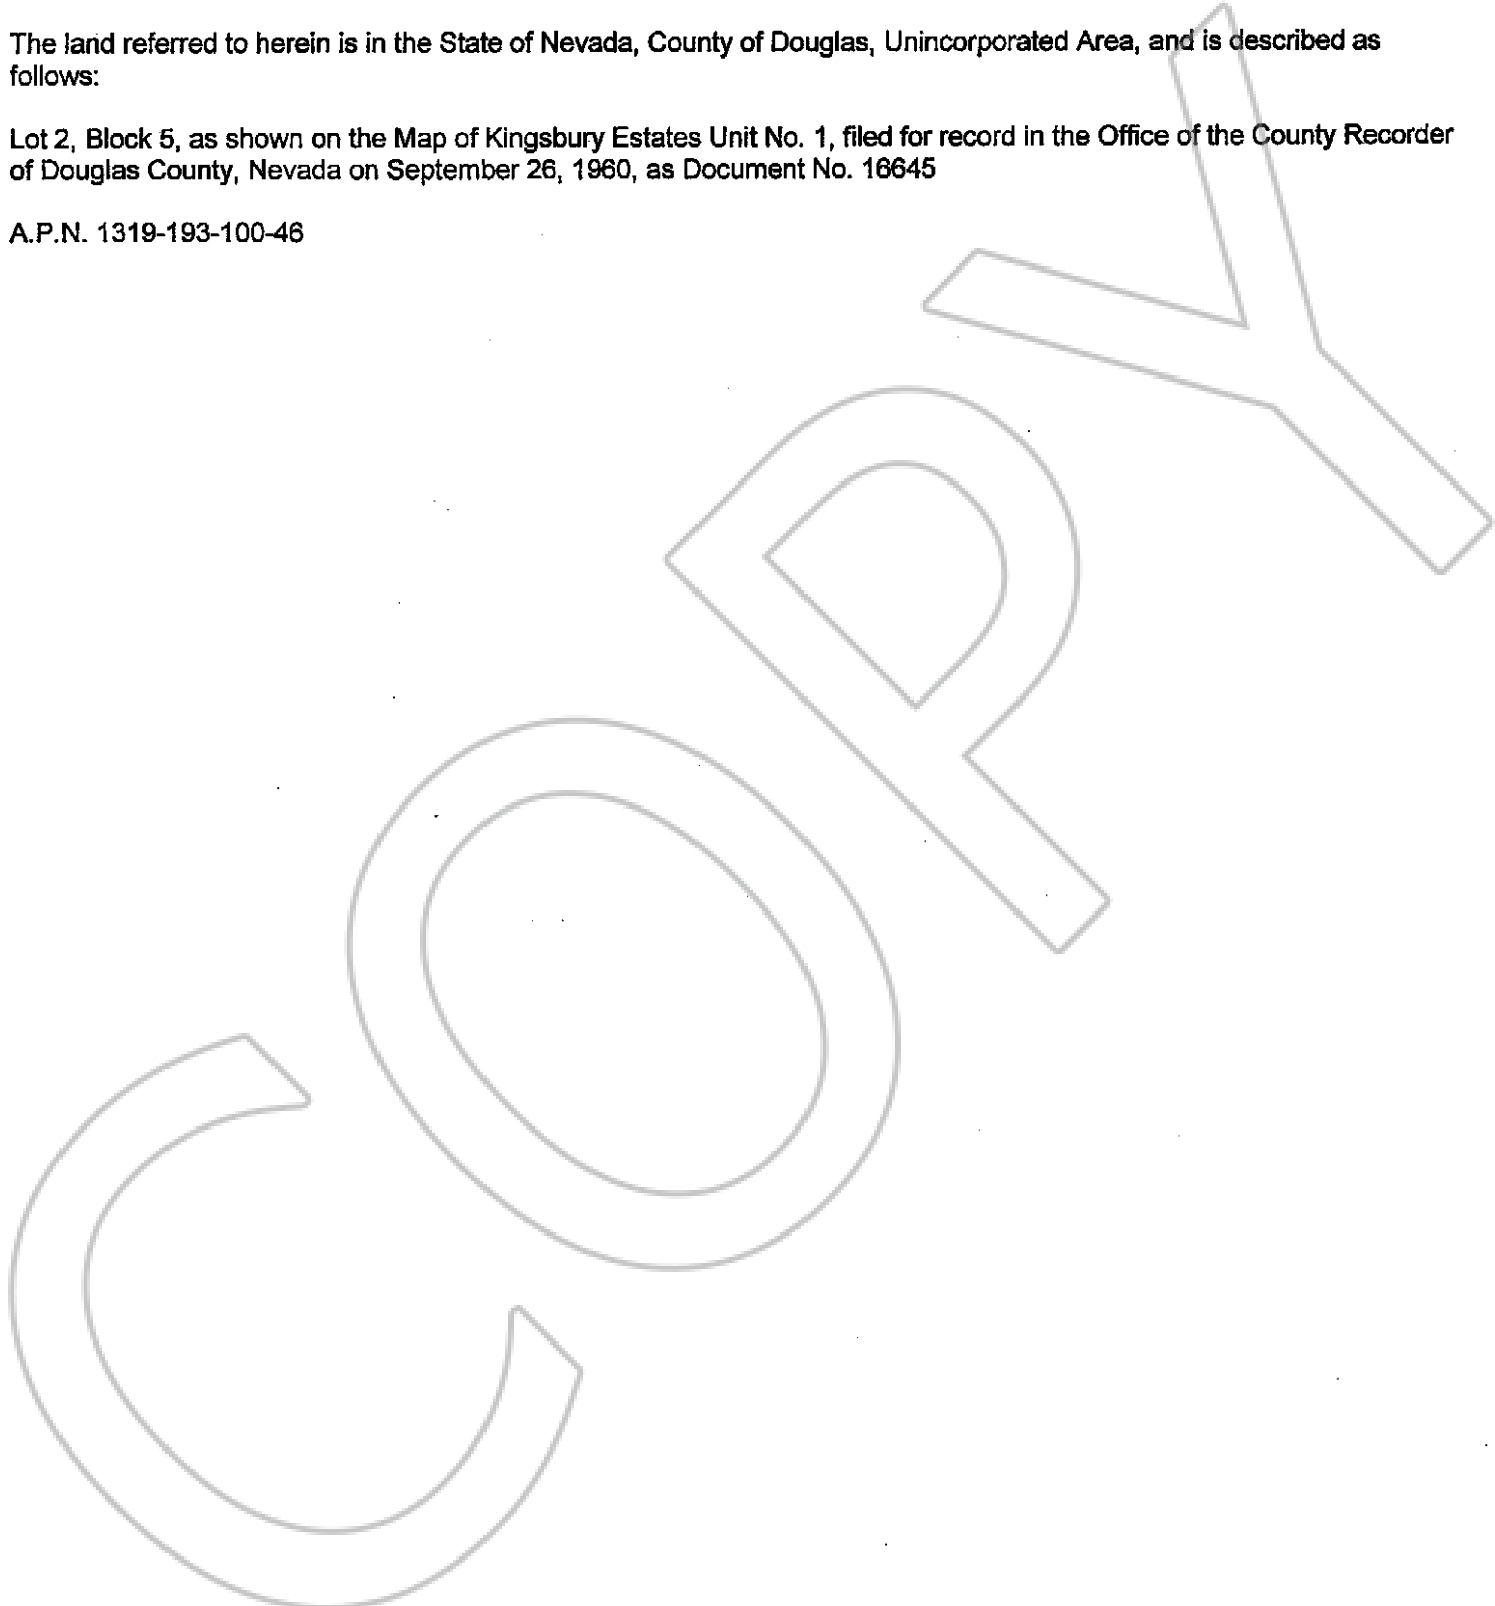 The land referred to herein is in the State of Nevada, County of Douglas, Unincorporated Area, and is described as
follows:
Lot 2, Block 5, as shown on the Map of Kingsbury Estates Unit No. 1, filed for record in the Office of the County Recorder
of Douglas County, Nevada on September 26, 1960, as Document No. 16645
A.P.N. 1319-193-100-46
COPY